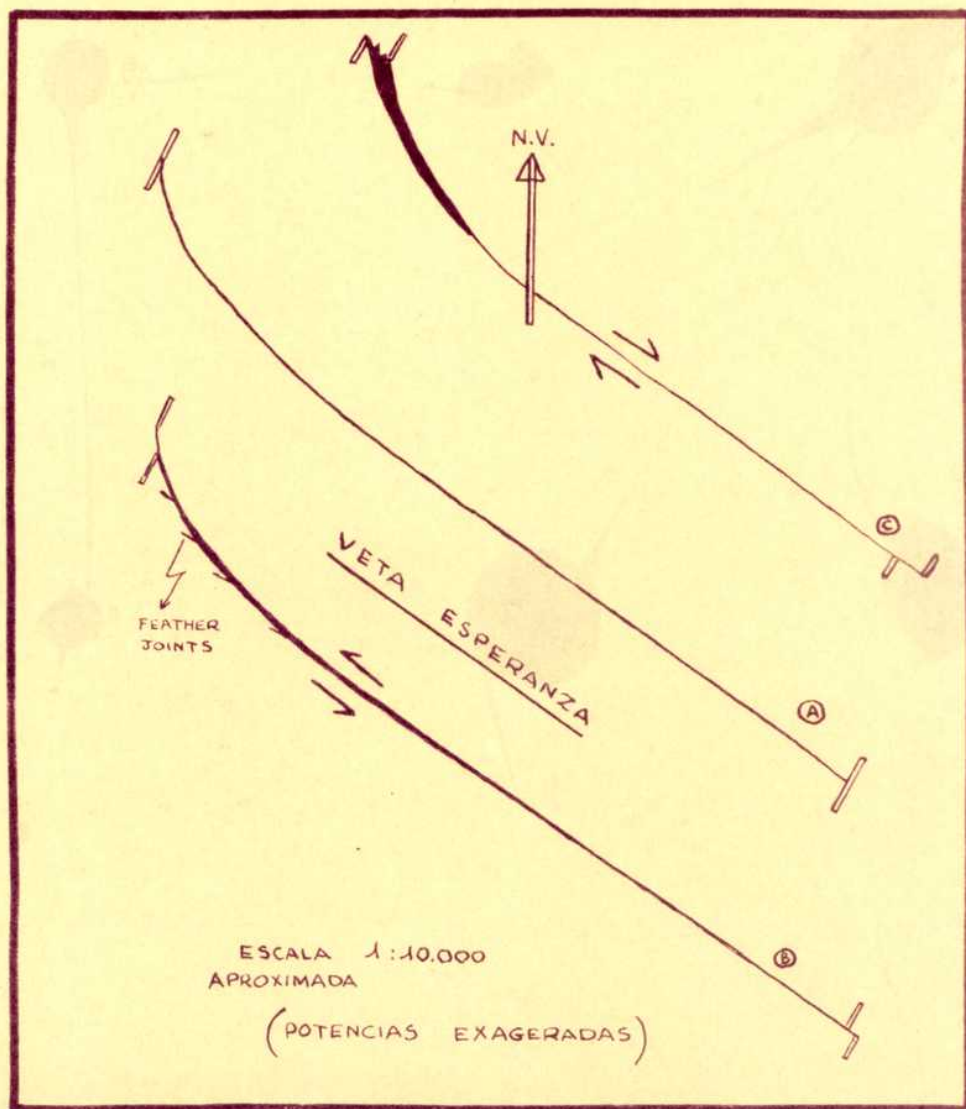 N.V.
C
VETA ESPERANZA
A
FEATHER
JOINTS
B
ESCALA 1:10.000
APROXIMADA
(POTENCIAS EXAGERADAS)